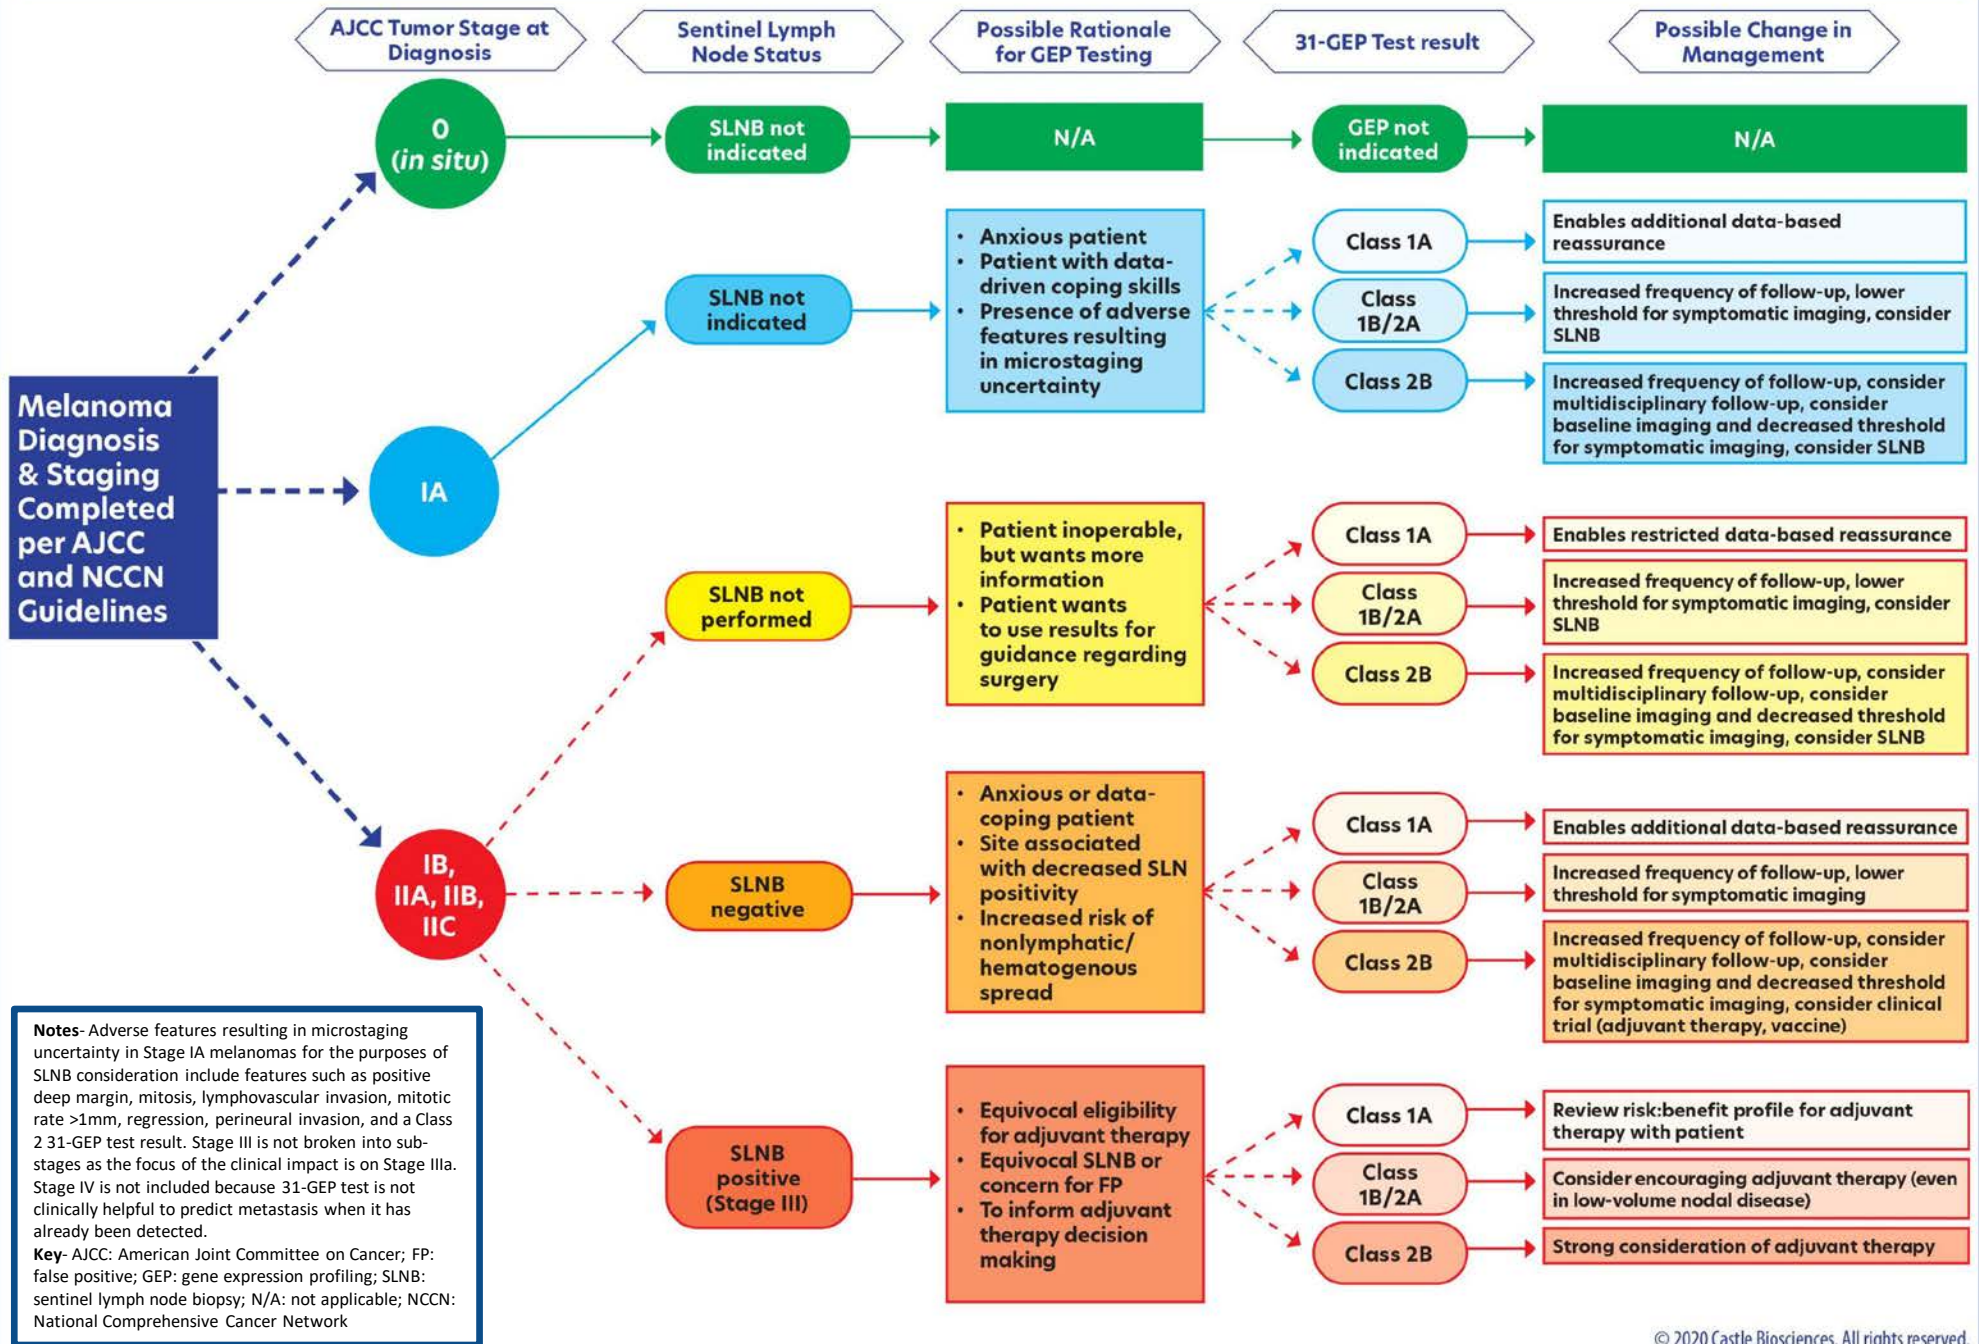 AJCC Tumor Stage at
Diagnosis
Sentinel Lymph
Node Status
Possible Rationale
for GEP Testing
31-GEP Test result
Possible Change in
Management
Melanoma
Diagnosis
& Staging
Completed
per AJCC
and NCCN
Guidelines
0
(in situ)
SLNB not
indicated
N/A
GEP not
indicated
N/A
IA
SLNB not
indicated
• Anxious patient
• Patient with data-
driven coping skills
• Presence of adverse
features resulting
in microstaging
uncertainty
Class 1A
Enables additional data-based
reassurance
Class
1B/2A
Increased frequency of follow-up, lower
threshold for symptomatic imaging, consider
SLNB
Class 2B
Increased frequency of follow-up, consider
multidisciplinary follow-up, consider
baseline imaging and decreased threshold
for symptomatic imaging, consider SLNB
IB,
IIA, IIB,
IIC
SLNB not
performed
• Patient inoperable,
but wants more
information
• Patient wants
to use results for
guidance regarding
surgery
Class 1A
Enables restricted data-based reassurance
Class
1B/2A
Increased frequency of follow-up, lower
threshold for symptomatic imaging, consider
SLNB
Class 2B
Increased frequency of follow-up, consider
multidisciplinary follow-up, consider
baseline imaging and decreased threshold
for symptomatic imaging, consider SLNB
SLNB
negative
• Anxious or data-
coping patient
• Site associated
with decreased SLN
positivity
• Increased risk of
nonlymphatic/
hematogenous
spread
Class 1A
Enables additional data-based reassurance
Class
1B/2A
Increased frequency of follow-up, lower
threshold for symptomatic imaging
Class 2B
Increased frequency of follow-up, consider
multidisciplinary follow-up, consider
baseline imaging and decreased threshold
for symptomatic imaging, consider clinical
trial (adjuvant therapy, vaccine)
SLNB
positive
(Stage III)
• Equivocal eligibility
for adjuvant therapy
• Equivocal SLNB or
concern for FP
• To inform adjuvant
therapy decision
making
Class 1A
Review risk:benefit profile for adjuvant
therapy with patient
Class
1B/2A
Consider encouraging adjuvant therapy (even
in low-volume nodal disease)
Class 2B
Strong consideration of adjuvant therapy
Notes- Adverse features resulting in microstaging
uncertainty in Stage IA melanomas for the purposes of
SLNB consideration include features such as positive
deep margin, mitosis, lymphovascular invasion, mitotic
rate >1mm, regression, perineural invasion, and a Class
2 31-GEP test result. Stage III is not broken into sub-
stages as the focus of the clinical impact is on Stage IIIa.
Stage IV is not included because 31-GEP test is not
clinically helpful to predict metastasis when it has
already been detected.
Key- AJCC: American Joint Committee on Cancer; FP:
false positive; GEP: gene expression profiling; SLNB:
sentinel lymph node biopsy; N/A: not applicable; NCCN:
National Comprehensive Cancer Network
© 2020 Castle Biosciences. All rights reserved.